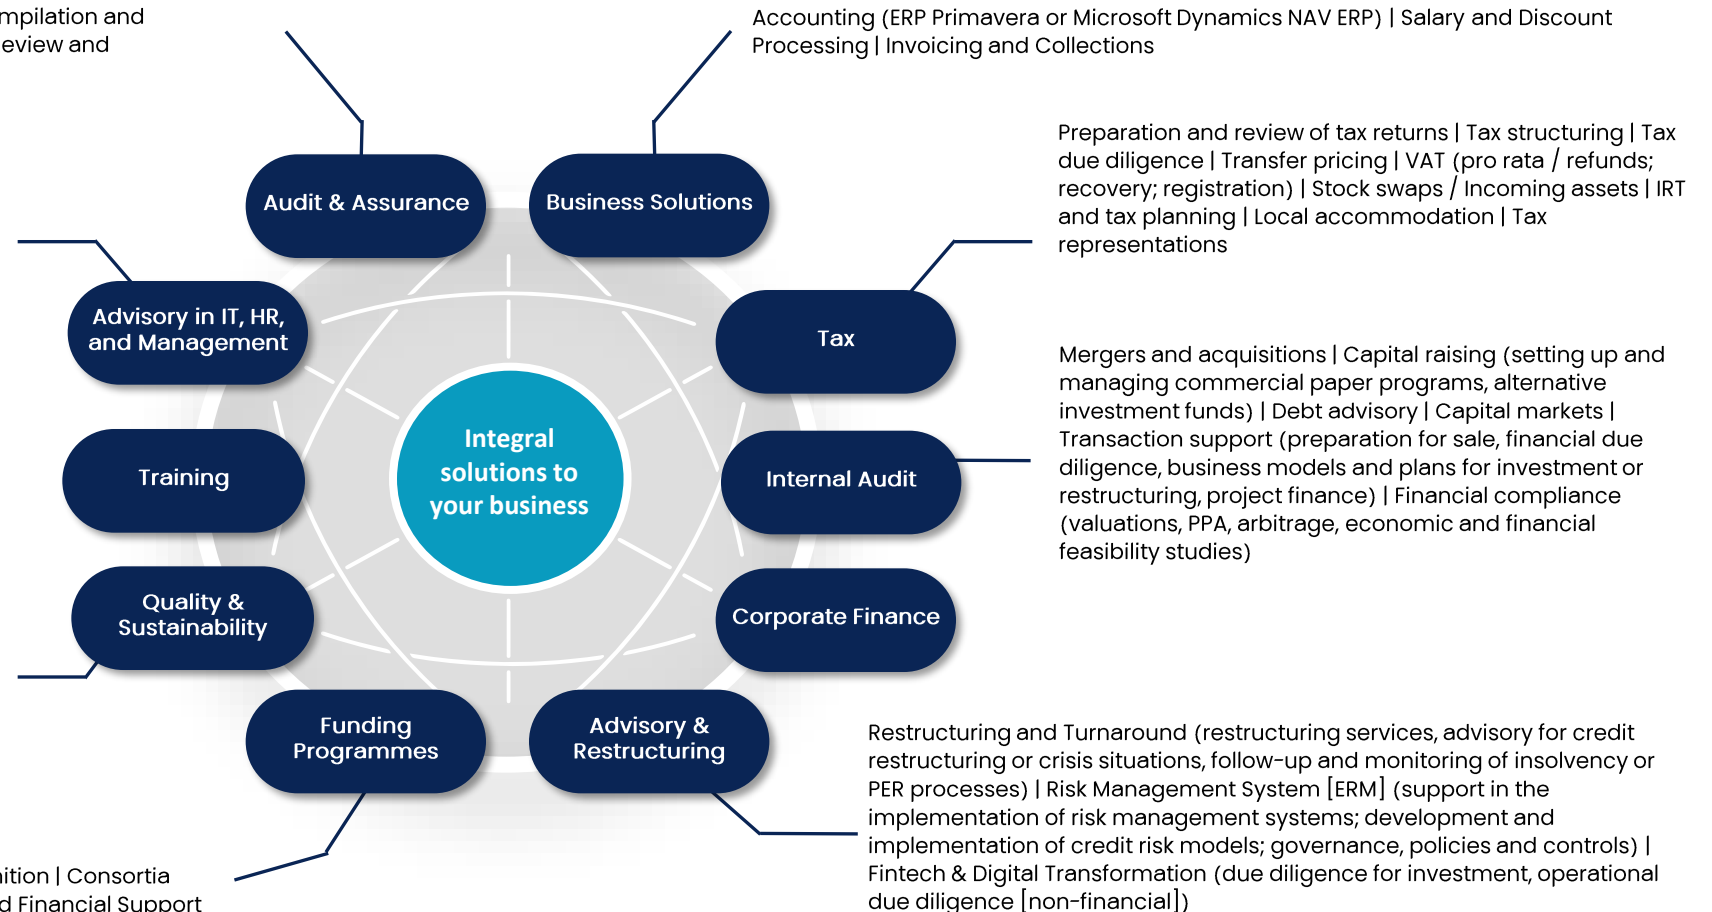 and
eview and
Accounting (ERP Primavera or Microsoft Dynamics NAV ERP) | Salary and Discount
Processing | Invoicing and Collections
Preparation and review of tax returns | Tax structuring | Tax
due diligence | Transfer pricing | VAT (pro rata / refunds;
recovery; registration) | Stock swaps / Incoming assets | IRT
and tax planning | Local accommodation | Tax
representations
Audit & Assurance
Business Solutions
Advisory in IT, HR,
and Management
Tax
Mergers and acquisitions | Capital raising (setting up and
managing commercial paper programs, alternative
investment funds) | Debt advisory | Capital markets |
Transaction support (preparation for sale, financial due
diligence, business models and plans for investment or
restructuring, project finance) | Financial compliance
(valuations, PPA, arbitrage, economic and financial
feasibility studies)
Integral
solutions to
your business
Training
Internal Audit
Quality &
Sustainability
Corporate Finance
Funding
Programmes
Advisory &
Restructuring
Restructuring and Turnaround (restructuring services, advisory for credit
restructuring or crisis situations, follow-up and monitoring of insolvency or
PER processes) | Risk Management System [ERM] (support in the
implementation of risk management systems; development and
implementation of credit risk models; governance, policies and controls) |
Fintech & Digital Transformation (due diligence for investment, operational
due diligence [non-financial])
nition | Consortia
d Financial Support